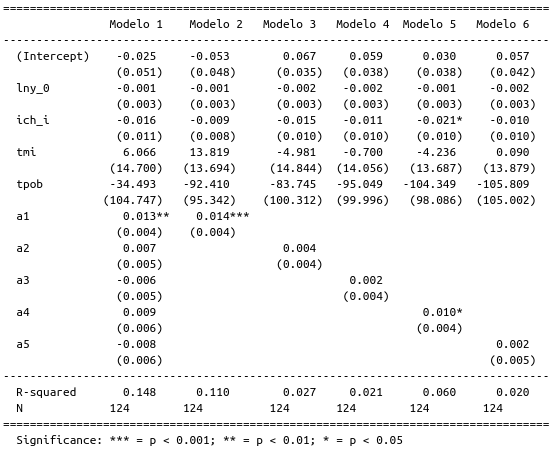 Modelo 1 Modelo 2 Modelo 3 Modelo 4 Modelo 5 Modelo 6
(Intercept) -0.025 -0.053 0.067 0.059 0.030 0.057
(0.051) (0.048) (0.035) (0.038) (0.038) (0.042)
lny_0 -0.001 -0.001 -0.002 -0.002 -0.001 -0.002
(0.003) (0.003) (0.003) (0.003) (0.003) (0.003)
ich_i -0.016 -0.009 -0.015 -0.011 -0.021* -0.010
(0.011) (0.008) (0.010) (0.010) (0.010) (0.010)
tmi 6.066 13.819 -4.981 -0.700 -4.236 0.090
(14.700) (13.694) (14.844) (14.056) (13.687) (13.879)
tpob -34.493 -92.410 -83.745 -95.049 -104.349 -105.809
(104.747) (95.342) (100.312) (99.996) (98.086) (105.002)
a1 0.013** 0.014***
(0.004) (0.004)
a2 0.007 0.004
(0.005) (0.004)
a3 -0.006 0.002
(0.005) (0.004)
a4 0.009 0.010*
(0.006) (0.004)
a5 -0.008 0.002
(0.006) (0.005)
R-squared 0.148 0.110 0.027 0.021 0.060 0.020
N 124 124 124 124 124 124
Significance: *** = p < 0.001; ** = p < 0.01; * = p < 0.05